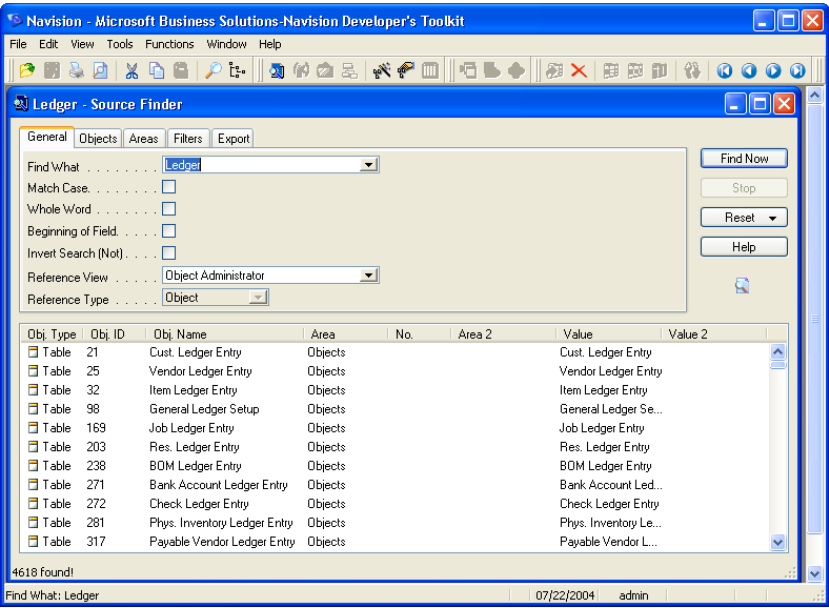 Navision - Microsoft Business Solutions-Navision Developer's Toolkit
File Edit View Tools Functions Window Help
Ledger - Source Finder
General Objects Areas Filters Export
Find What . . . . . . . . Ledger
Find Now
Match Case. . . . . . . .
Stop
Whole Word . . . . . . .
Reset
Beginning of Field. . . . .
Invert Search (Not) . . . .
Help
Reference View . . . . . Object Administrator
Reference Type . . . . . Object
Obj. Type Obj. ID Obj. Name Area No. Area 2 Value Value 2
Table 21 Cust. Ledger Entry Objects Cust. Ledger Entry
Table 25 Vendor Ledger Entry Objects Vendor Ledger Entry
Table 32 Item Ledger Entry Objects Item Ledger Entry
Table 98 General Ledger Setup Objects General Ledger Se...
Table 169 Job Ledger Entry Objects Job Ledger Entry
Table 203 Res. Ledger Entry Objects Res. Ledger Entry
Table 238 BOM Ledger Entry Objects BOM Ledger Entry
Table 271 Bank Account Ledger Entry Objects Bank Account Led...
Table 272 Check Ledger Entry Objects Check Ledger Entry
Table 281 Phys. Inventory Ledger Entry Objects Phys. Inventory Le...
Table 317 Payable Vendor Ledger Entry Objects Payable Vendor L...
4618 found!
Find What: Ledger 07/22/2004 admin